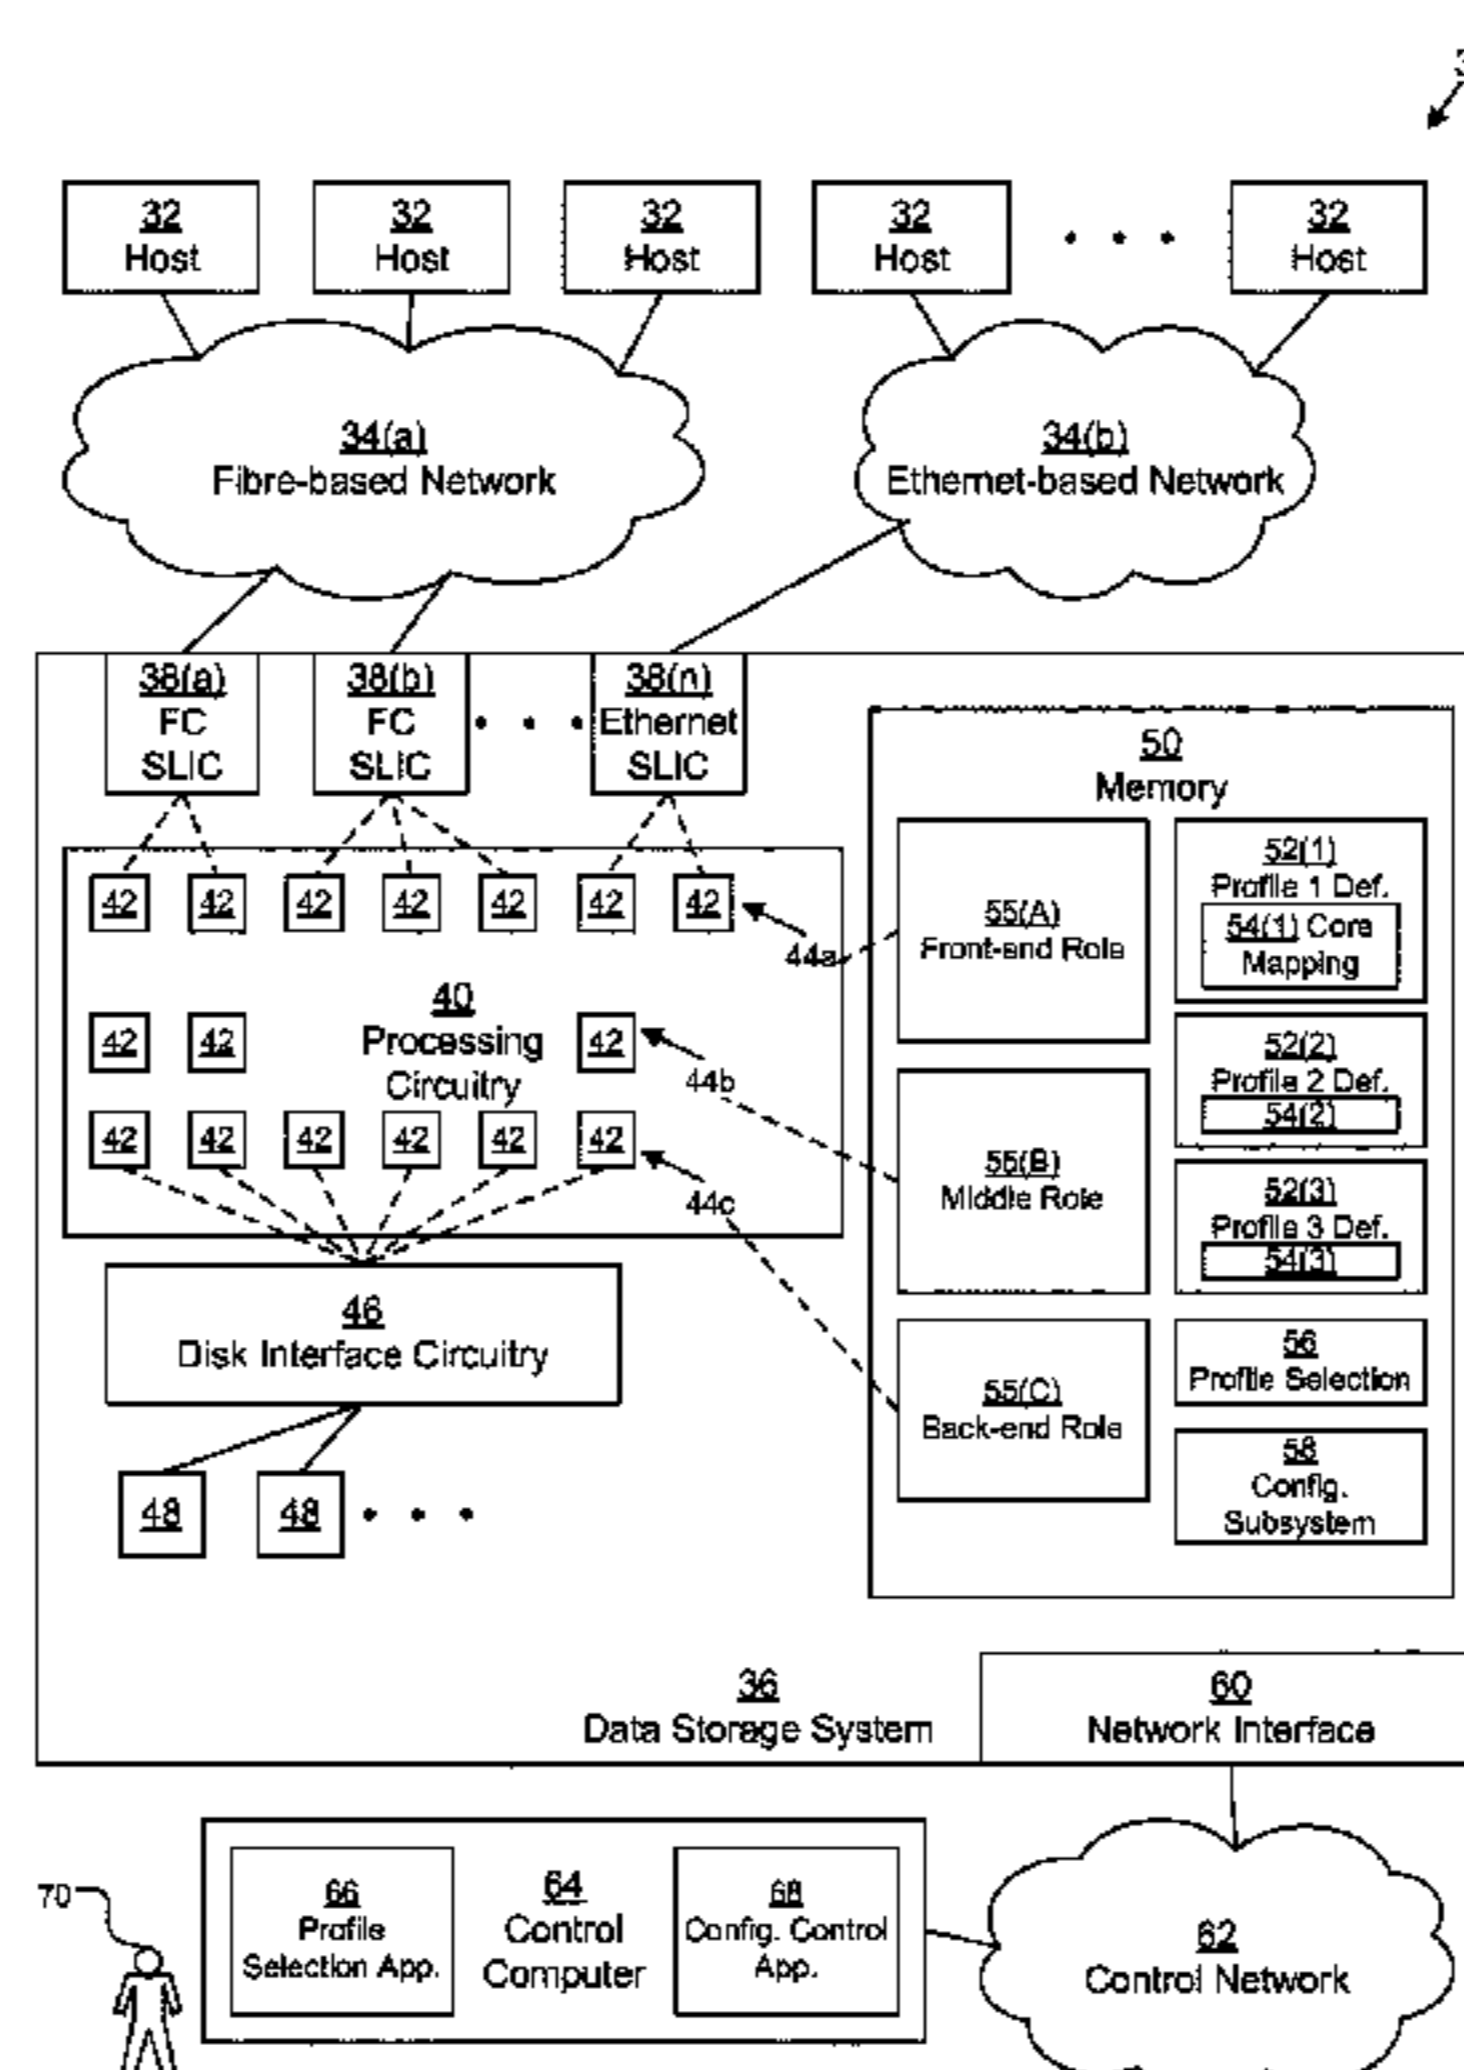 3
32 32 32 32 32
Host Host Host Host Host
34(a) 34(b)
Fibre-based Network Ethernet-based Network
38(a) 38(b) 38(n)
FC FC Ethernet
SLIC SLIC SLIC
50
Memory
52(1)
Profile 1 Def.
54(1) Core
Mapping
55(A)
Front-end Role
42 42 42 42 42 42 42
44a
40
Processing
Circuitry
42 42 42
44b
52(2)
Profile 2 Def.
54(2)
42 42 42 42 42 42
44c
55(B)
Middle Role
52(3)
Profile 3 Def.
54(3)
46
Disk Interface Circuitry
56
Profile Selection
55(C)
Back-end Role
58
Config.
Subsystem
48 48
36
Data Storage System
60
Network Interface
70
66
Profile
Selection App.
64
Control
Computer
68
Config. Control
App.
62
Control Network